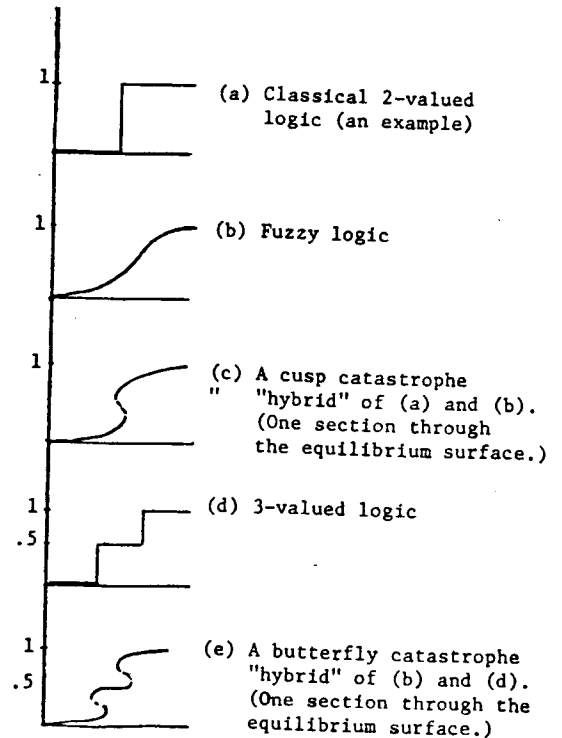 1
(a) Classical 2-valued
logic (an example)
1
(b) Fuzzy logic
1
(c) A cusp catastrophe
" "hybrid" of (a) and (b).
(One section through
the equilibrium surface.)
1
(d) 3-valued logic
.5
1
(e) A butterfly catastrophe
.5
"hybrid" of (b) and (d).
(One section through the
equilibrium surface.)